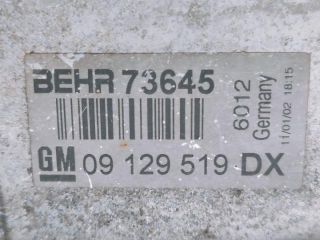 BEHR 73645
6012
Germany
11/01/02 18:15
GM 09 129 519 DX